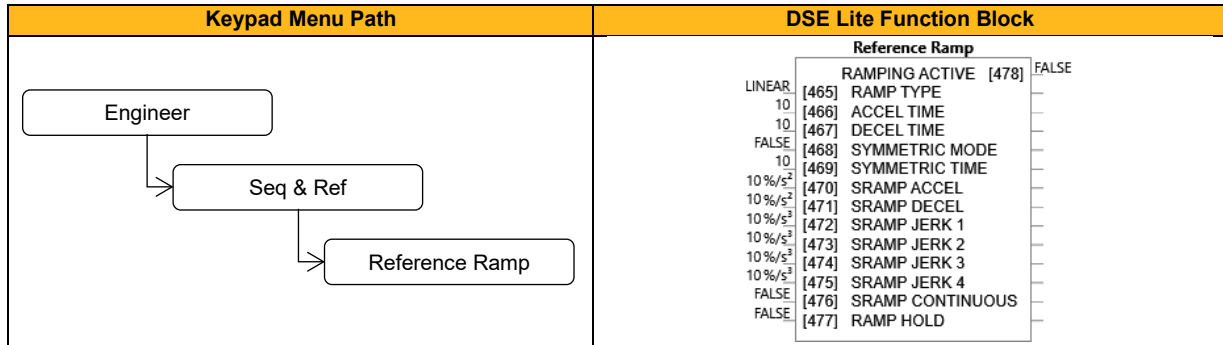 Keypad Menu Path
DSE Lite Function Block
Engineer
Seq & Ref
Reference Ramp
Reference Ramp
RAMPING ACTIVE [478] FALSE
LINEAR [465] RAMP TYPE
10 [466] ACCEL TIME
10 [467] DECEL TIME
FALSE [468] SYMMETRIC MODE
10 [469] SYMMETRIC TIME
10 %/s² [470] SRAMP ACCEL
10 %/s² [471] SRAMP DECEL
10 %/s³ [472] SRAMP JERK 1
10 %/s³ [473] SRAMP JERK 2
10 %/s³ [474] SRAMP JERK 3
10 %/s³ [475] SRAMP JERK 4
FALSE [476] SRAMP CONTINUOUS
FALSE [477] RAMP HOLD